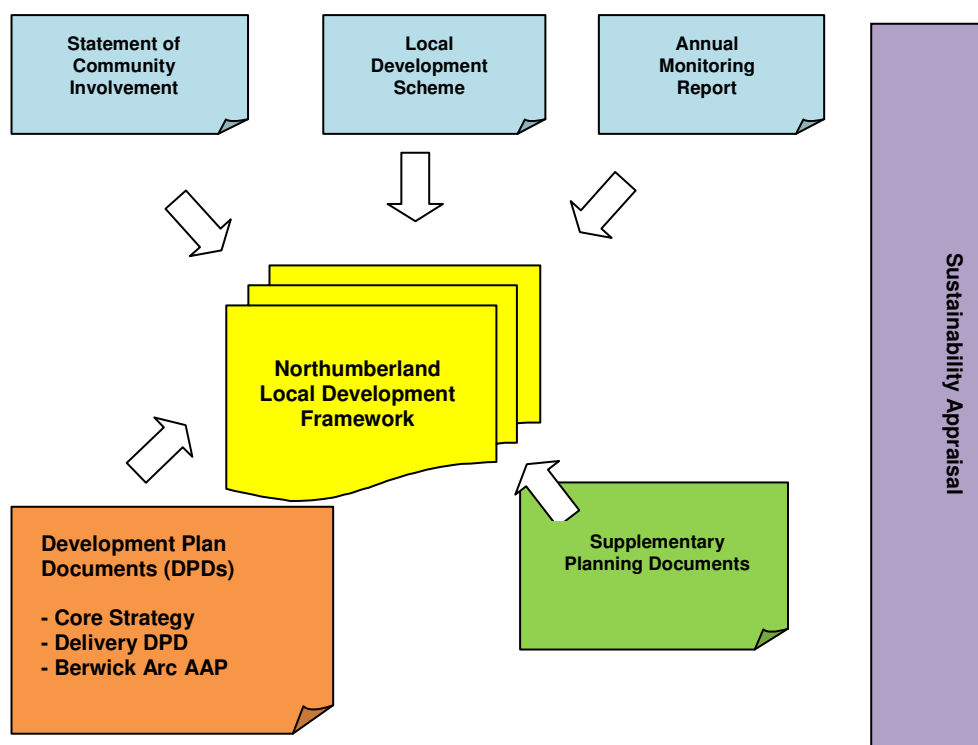 Statement of
Community
Involvement
Local
Development
Scheme
Annual
Monitoring
Report
Sustainability Appraisal
Northumberland
Local Development
Framework
Development Plan
Documents (DPDs)
- Core Strategy
- Delivery DPD
- Berwick Arc AAP
Supplementary
Planning Documents